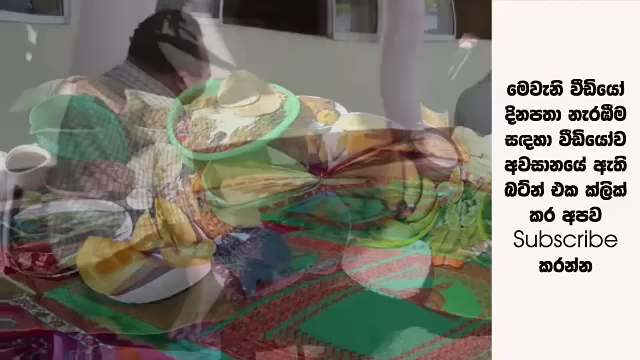 මෙවැනි වීඩියෝ
දිනපතා නැරඹීම
සඳහා වීඩියෝව
අවසානයේ ඇති
බටන් එක ක්ලික්
කර අපව
Subscribe
කරන්න